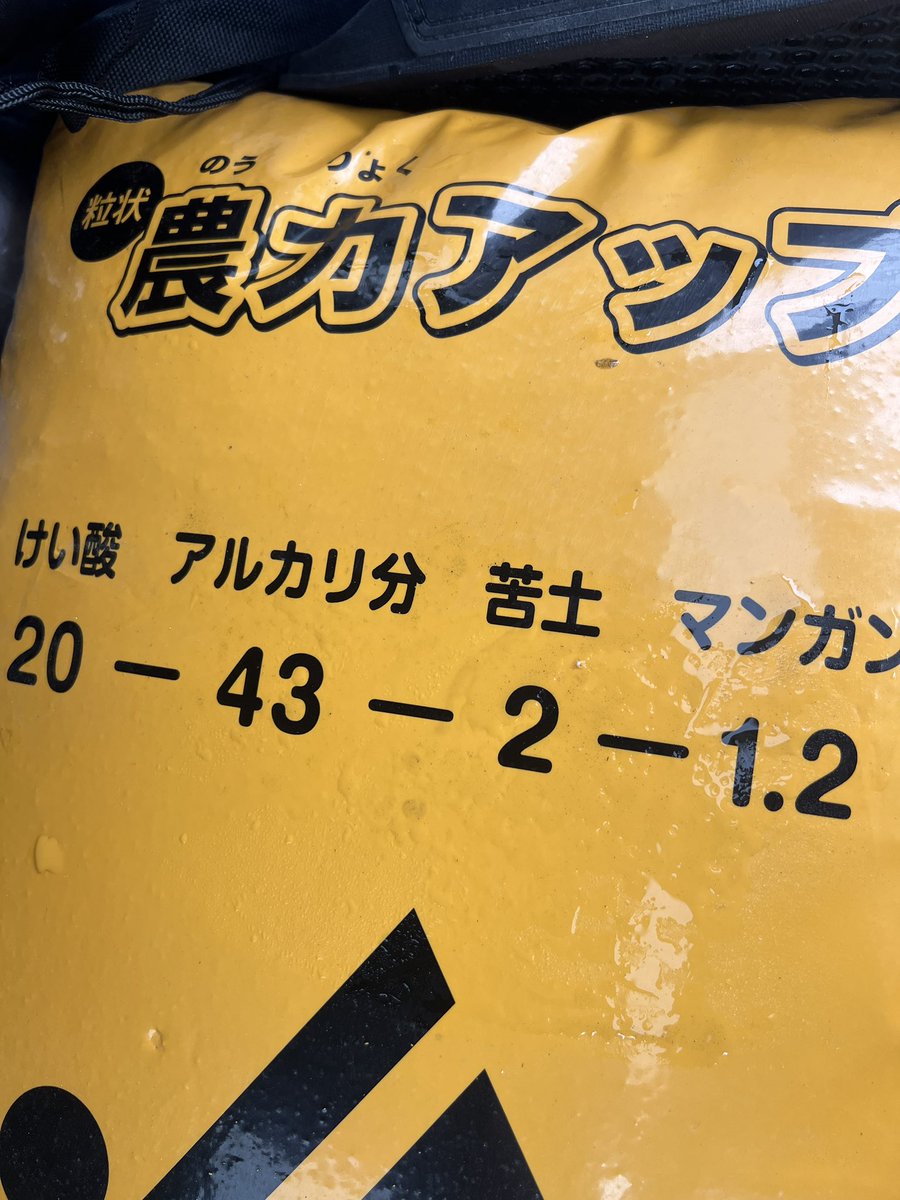 粒状
のう りょく
農力アップ
けい酸 アルカリ分 苦土 マンガン
20 − 43 − 2 − 1.2